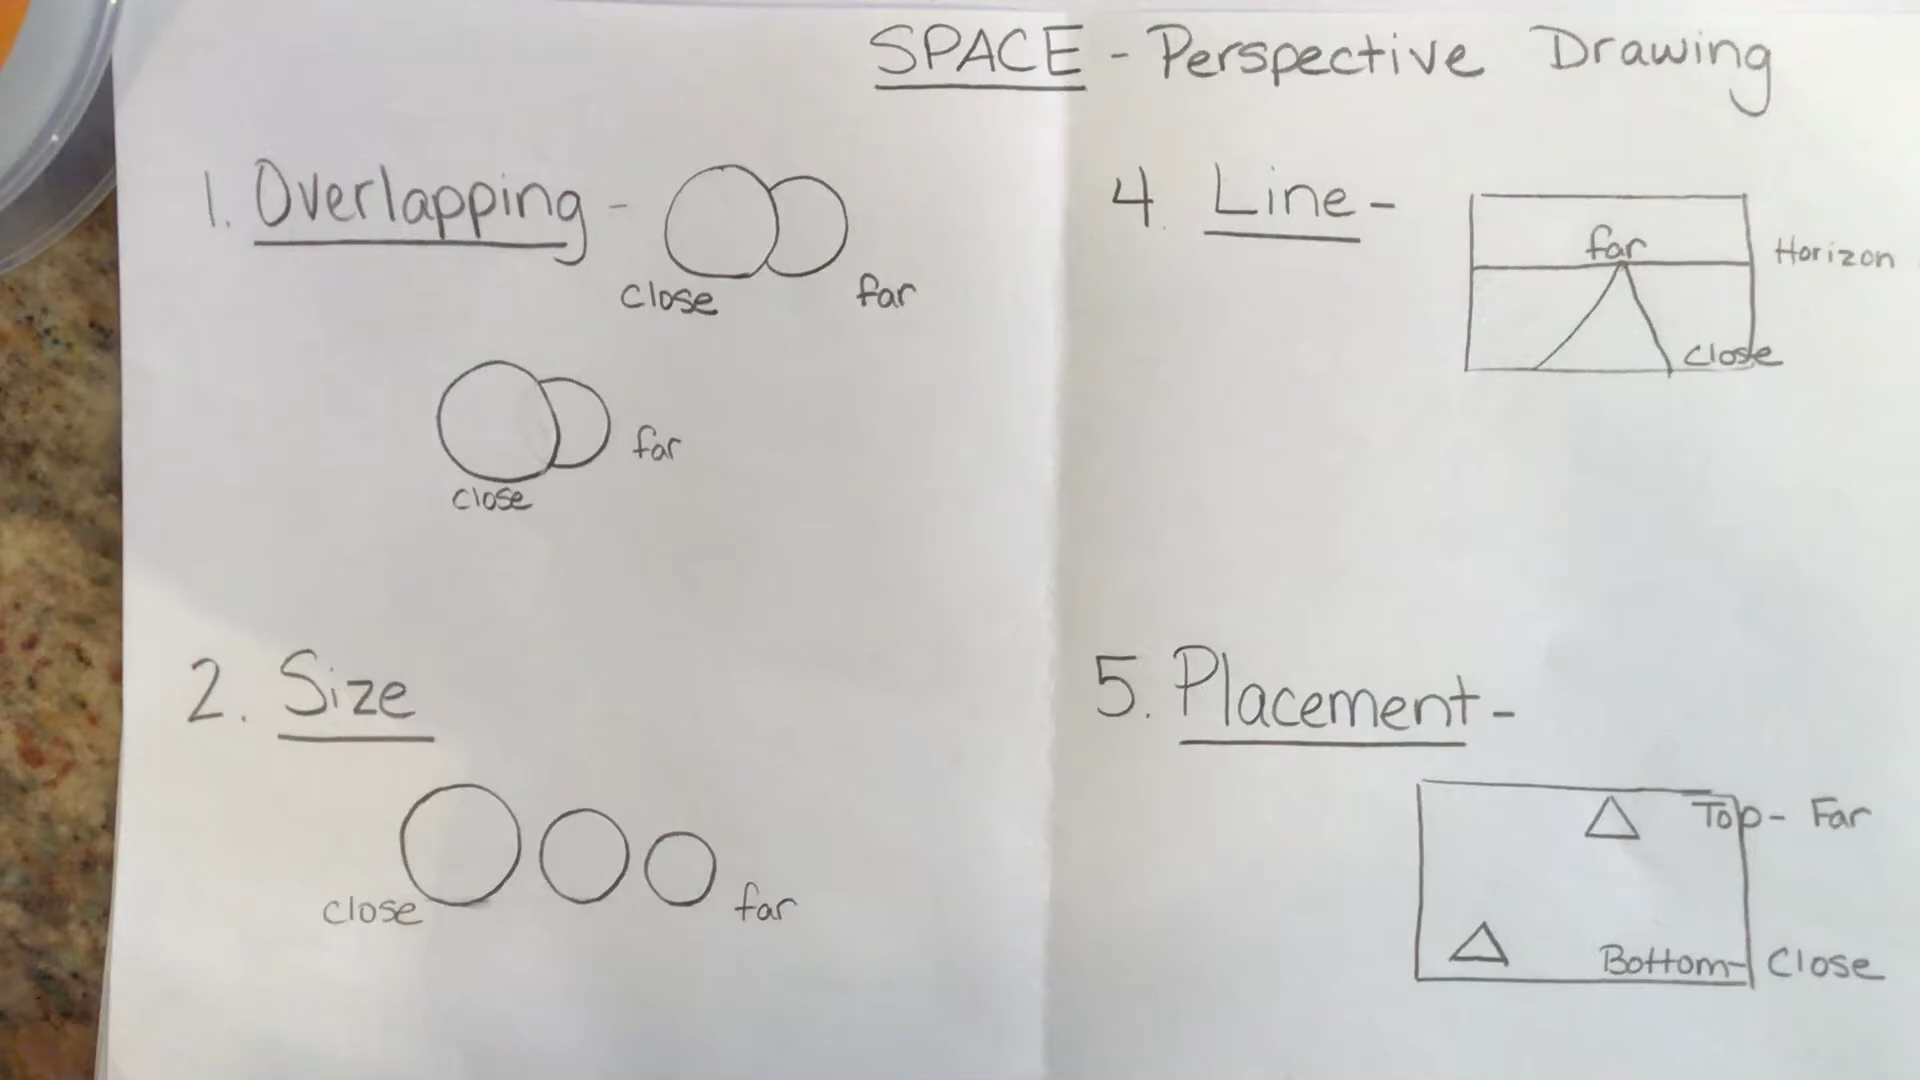 SPACE - Perspective Drawing
1. Overlapping -
close far
close far
2. Size
close far
4. Line -
far Horizon
close
5. Placement -
Top - Far
Bottom - Close